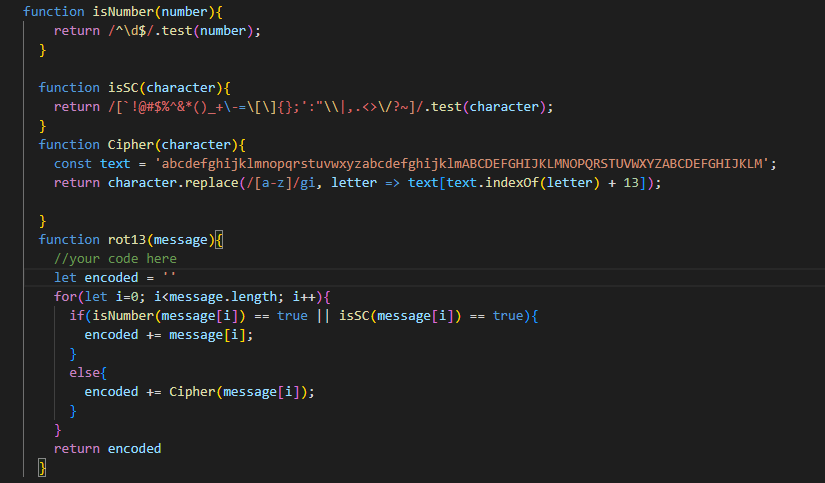 function isNumber(number){
return /^\d$/.test(number);
}
function isSC(character){
return /[`!@#$%^&*()_+\-=\[\]{};':"\\|,.<>\/?~]/.test(character);
}
function Cipher(character){
const text = 'abcdefghijklmnopqrstuvwxyzabcdefghijklmABCDEFGHIJKLMNOPQRSTUVWXYZABCDEFGHIJKLM';
return character.replace(/[a-z]/gi, letter => text[text.indexOf(letter) + 13]);
}
function rot13(message){
//your code here
let encoded = ''
for(let i=0; i<message.length; i++){
if(isNumber(message[i]) == true || isSC(message[i]) == true){
encoded += message[i];
}
else{
encoded += Cipher(message[i]);
}
}
return encoded
}